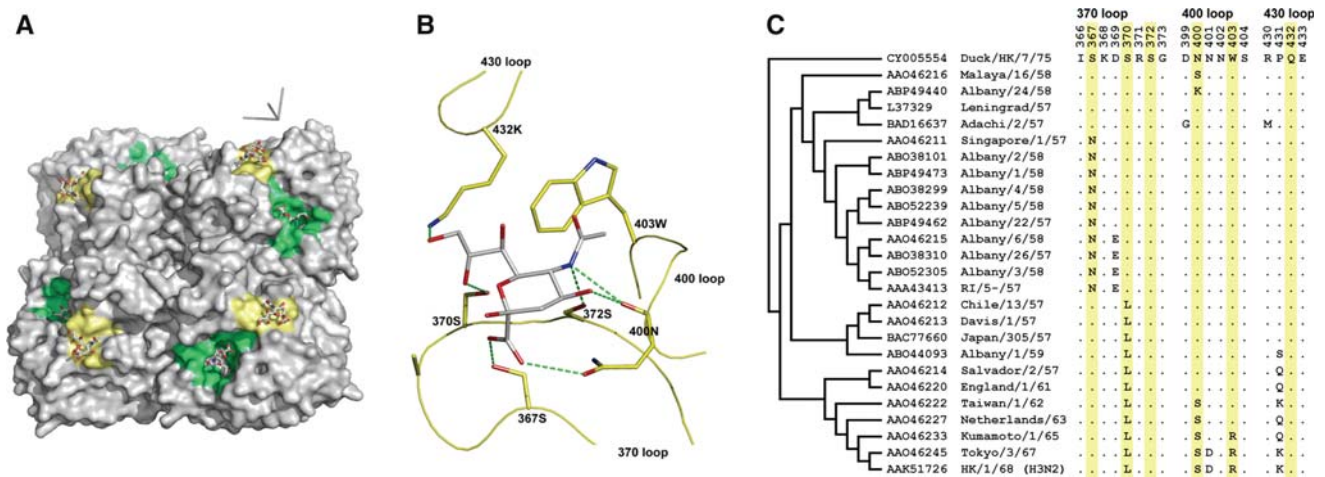 A
B
430 loop
432K
403W
400 loop
370S
372S
400N
367S
370 loop
C
370 loop 400 loop 430 loop
366 367 368 369 370 371 372 373 399 400 401 402 403 404 430 431 432 433
CY005554 Duck/HK/7/75 I S K D S R S G D N N N W S R P Q E
AAO46216 Malaya/16/58 . . . . . . . . . S . . . . . . . .
ABP49440 Albany/24/58 . . . . . . . . . K . . . . . . . .
L37329 Leningrad/57 . . . . . . . . . . . . . . . . . .
BAD16637 Adachi/2/57 . . . . . . . . G . . . . . M . . .
AAO46211 Singapore/1/57 . N . . . . . . . . . . . . . . . .
ABO38101 Albany/2/58 . N . . . . . . . . . . . . . . . .
ABP49473 Albany/1/58 . N . . . . . . . . . . . . . . . .
ABO38299 Albany/4/58 . N . . . . . . . . . . . . . . . .
ABO52239 Albany/5/58 . N . . . . . . . . . . . . . . . .
ABP49462 Albany/22/57 . N . . . . . . . . . . . . . . . .
AAO46215 Albany/6/58 . N . E . . . . . . . . . . . . . .
ABO38310 Albany/26/57 . N . E . . . . . . . . . . . . . .
ABO52305 Albany/3/58 . N . E . . . . . . . . . . . . . .
AAA43413 RI/5-/57 . N . E . . . . . . . . . . . . . .
AAO46212 Chile/13/57 . . . . L . . . . . . . . . . . . .
AAO46213 Davis/1/57 . . . . L . . . . . . . . . . . . .
BAC77660 Japan/305/57 . . . . L . . . . . . . . . . . . .
ABO44093 Albany/1/59 . . . . L . . . . . . . . . . S . .
AAO46214 Salvador/2/57 . . . . L . . . . . . . . . . Q . .
AAO46220 England/1/61 . . . . L . . . . . . . . . . Q . .
AAO46222 Taiwan/1/62 . . . . L . . . . S . . . . . K . .
AAO46227 Netherlands/63 . . . . L . . . . S . . . . . Q . .
AAO46233 Kumamoto/1/65 . . . . L . . . . S . . R . . Q . .
AAO46245 Tokyo/3/67 . . . . L . . . . S D . R . . K . .
AAK51726 HK/1/68 (H3N2) . . . . L . . . . S D . R . . K . .